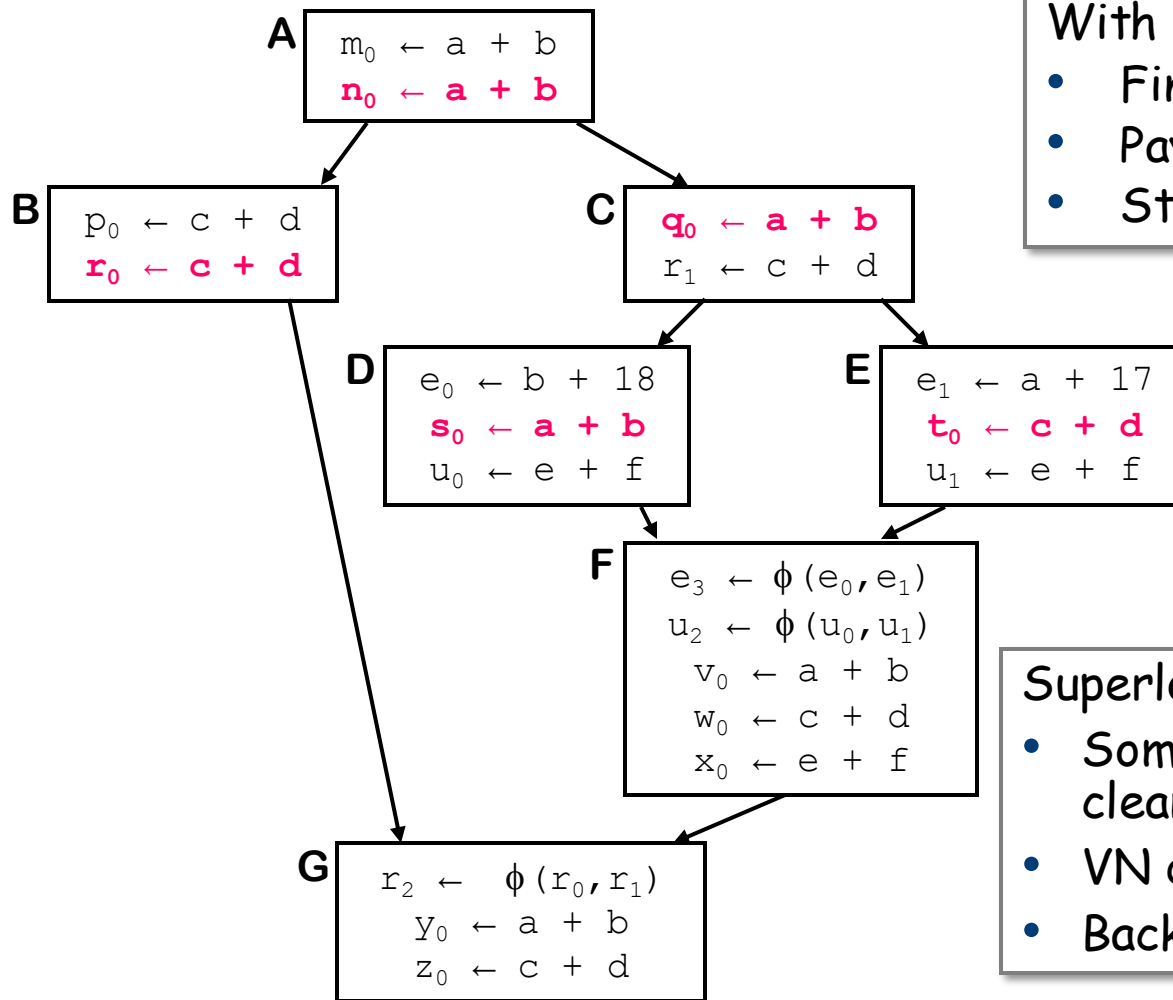 A
m₀ ← a + b
n₀ ← a + b
With
•
•
•
B
p₀ ← c + d
r₀ ← c + d
C
q₀ ← a + b
r₁ ← c + d
D
e₀ ← b + 18
s₀ ← a + b
u₀ ← e + f
E
e₁ ← a + 17
t₀ ← c + d
u₁ ← e + f
F
e₃ ← ϕ(e₀,e₁)
u₂ ← ϕ(u₀,u₁)
v₀ ← a + b
w₀ ← c + d
x₀ ← e + f
•
•
• VN
•
G
r₂ ← ϕ(r₀,r₁)
y₀ ← a + b
z₀ ← c + d